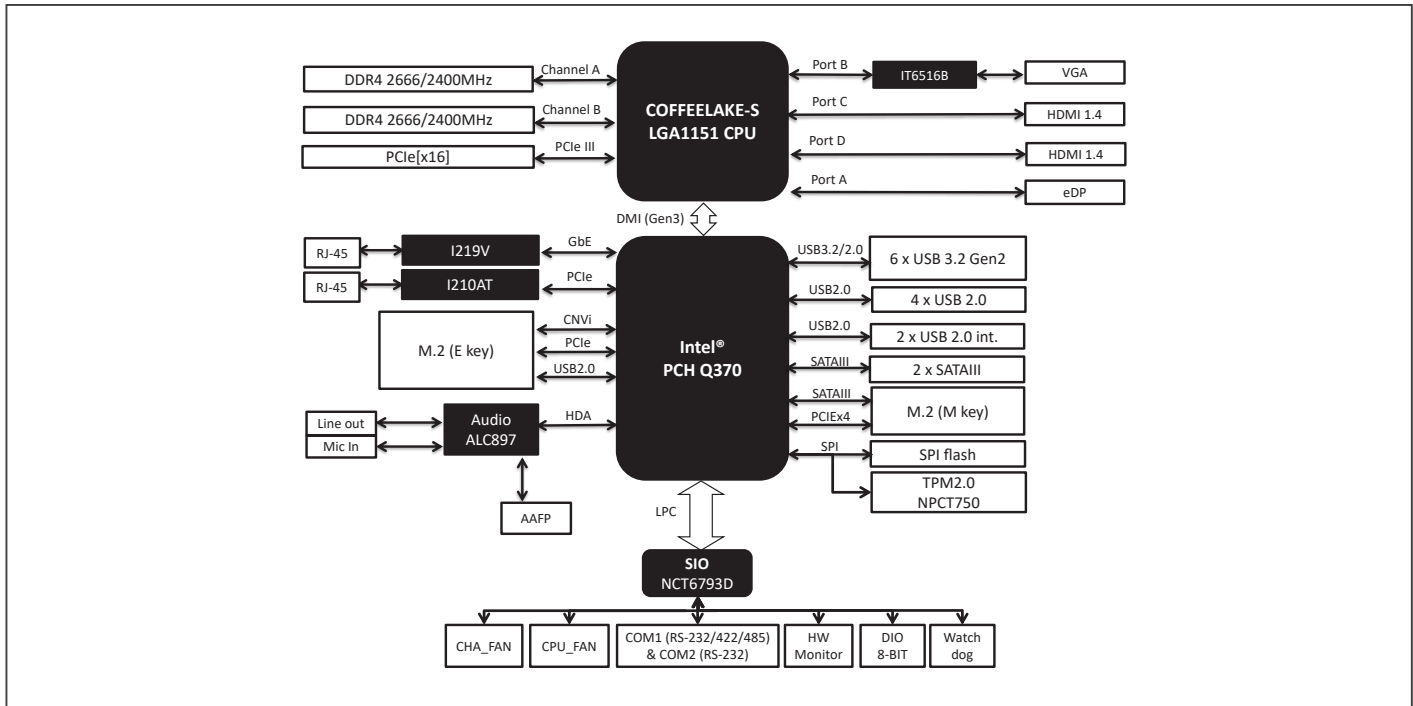 DDR4 2666/2400MHz
Channel A
DDR4 2666/2400MHz
Channel B
PCIe[x16]
PCIe III
COFFEELAKE-S
LGA1151 CPU
Port B
IT6516B
VGA
Port C
HDMI 1.4
Port D
HDMI 1.4
Port A
eDP
DMI (Gen3)
RJ-45
I219V
GbE
RJ-45
I210AT
PCIe
M.2 (E key)
CNVi
PCIe
USB2.0
Line out
Mic In
Audio
ALC897
HDA
AAFP
Intel®
PCH Q370
USB3.2/2.0
6 x USB 3.2 Gen2
USB2.0
4 x USB 2.0
USB2.0
2 x USB 2.0 int.
SATAIII
2 x SATAIII
SATAIII
PCIEx4
M.2 (M key)
SPI
SPI flash
TPM2.0
NPCT750
LPC
SIO
NCT6793D
CHA_FAN
CPU_FAN
COM1 (RS-232/422/485)
& COM2 (RS-232)
HW
Monitor
DIO
8-BIT
Watch
dog